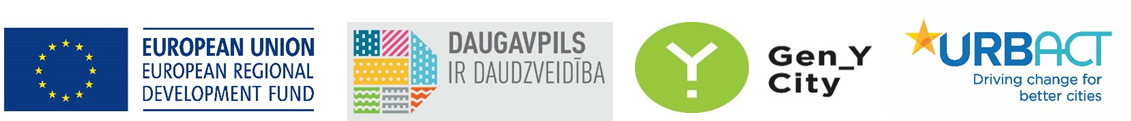 EUROPEAN UNION
EUROPEAN REGIONAL
DEVELOPMENT FUND
DAUGAVPILS
IR DAUDZVEIDĪBA
Y
Gen_Y
City
URBACT
Driving change for
better cities